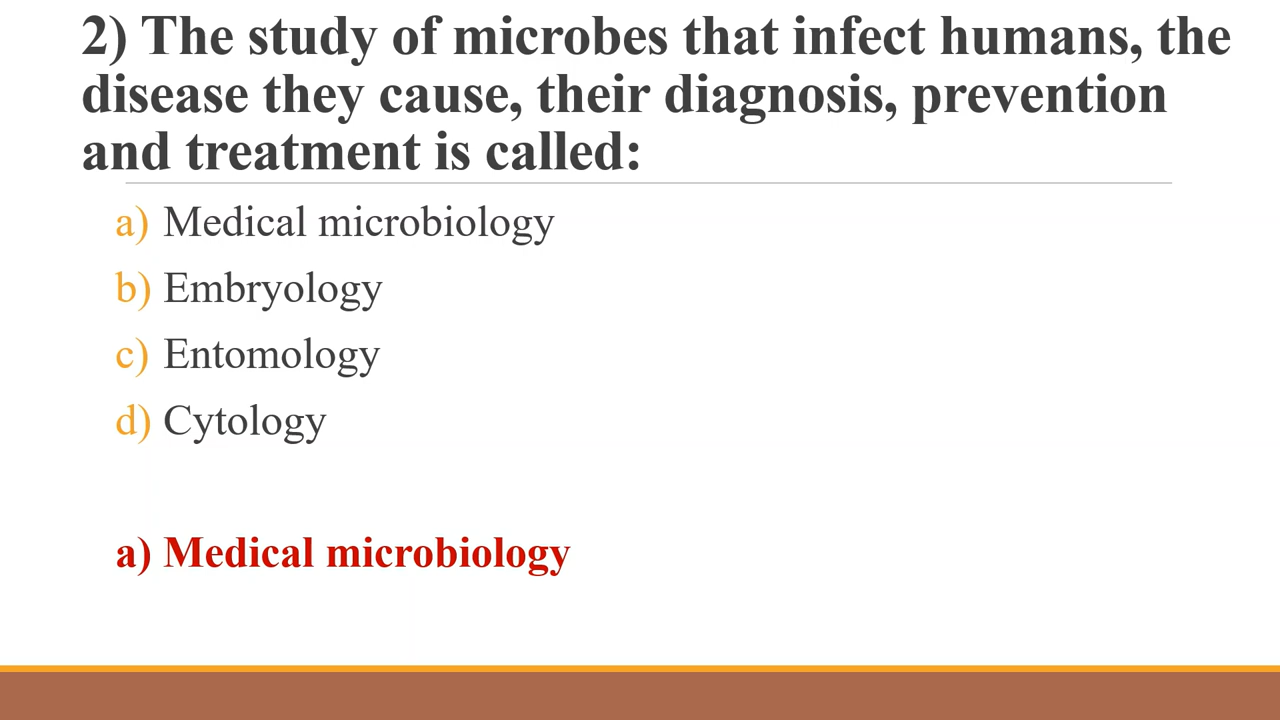 2) The study of microbes that infect humans, the
disease they cause, their diagnosis, prevention
and treatment is called:
a) Medical microbiology
b) Embryology
c) Entomology
d) Cytology
a) Medical microbiology